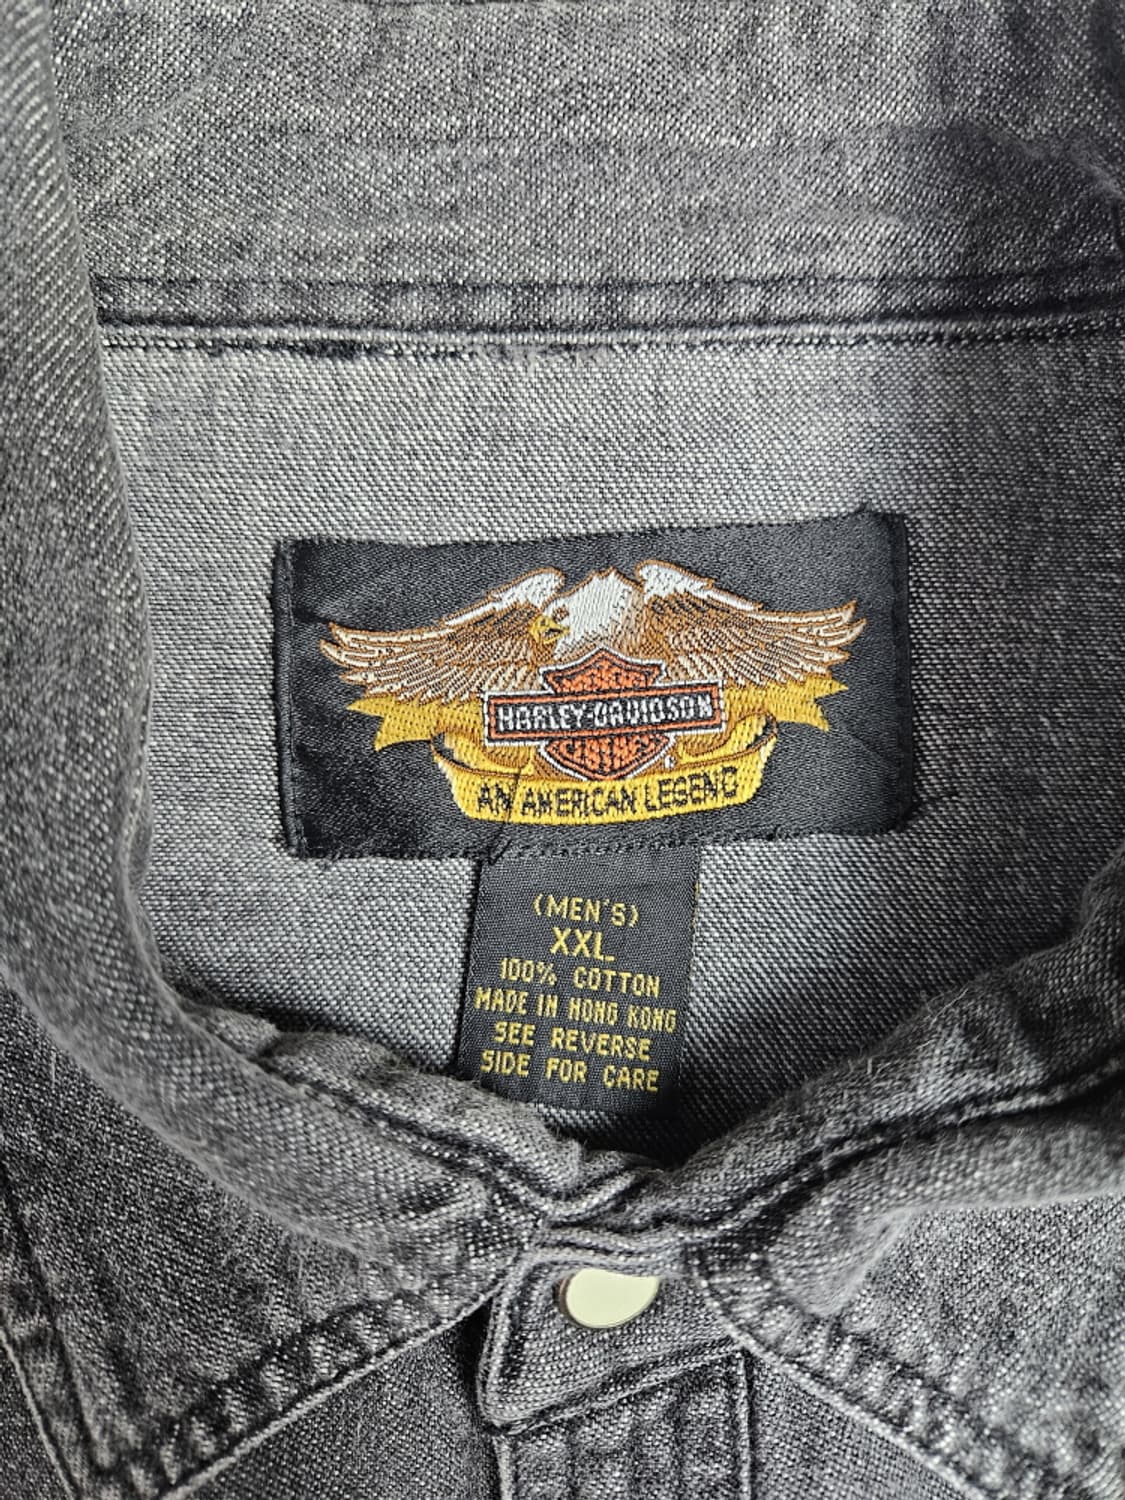 HARLEY-DAVIDSON
AN AMERICAN LEGEND
(MEN'S)
XXL
100% COTTON
MADE IN HONG KONG
SEE REVERSE
SIDE FOR CARE